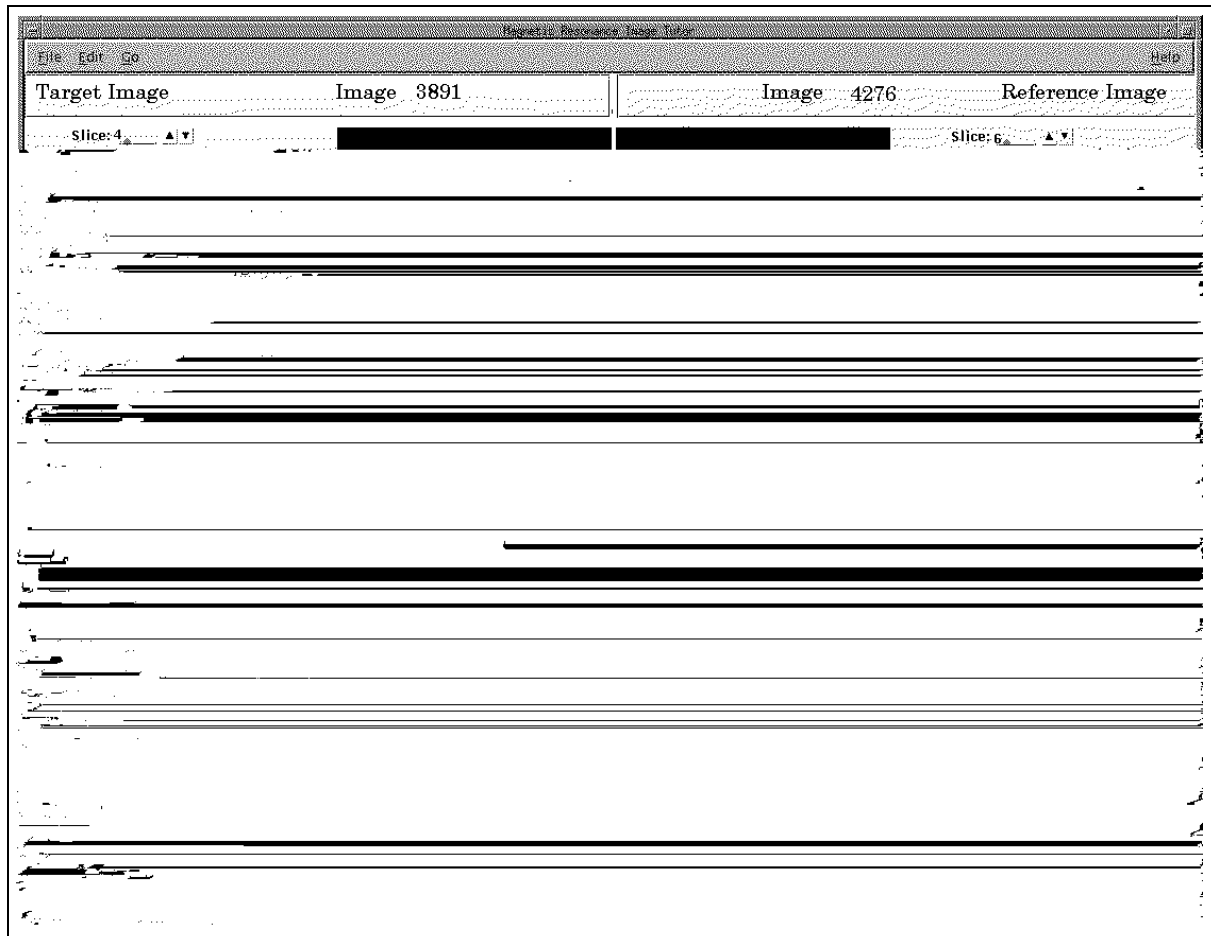 Magnetic Resonance Image Tutor
File Edit Go Help
Target Image Image 3891 Image 4276 Reference Image
Slice: 4 Slice: 6